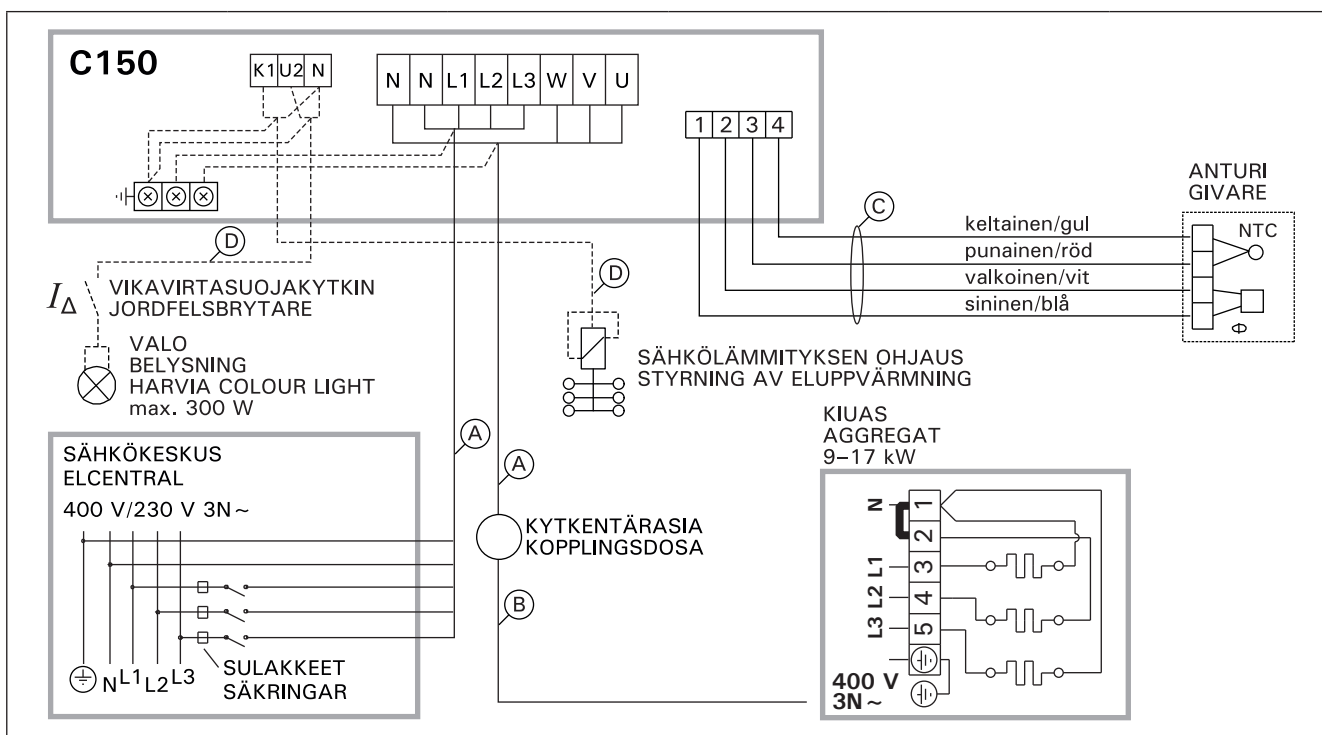 C150
K1 U2 N
N N L1 L2 L3 W V U
1 2 3 4
ANTURI
GIVARE
NTC
C
keltainen/gul
punainen/röd
valkoinen/vit
sininen/blå
D
I∆
VIKAVIRTASUOJAKYTKIN
JORDFELSBRYTARE
VALO
BELYSNING
HARVIA COLOUR LIGHT
max. 300 W
D
SÄHKÖLÄMMITYKSEN OHJAUS
STYRNING AV ELUPPVÄRMNING
A
A
SÄHKÖKESKUS
ELCENTRAL
400 V/230 V 3N~
N L1 L2 L3
SULAKKEET
SÄKRINGAR
KYTKENTÄRASIA
KOPPLINGSDOSA
B
KIUAS
AGGREGAT
9–17 kW
N 1
2
L1 3
L2 4
L3 5
400 V
3N~